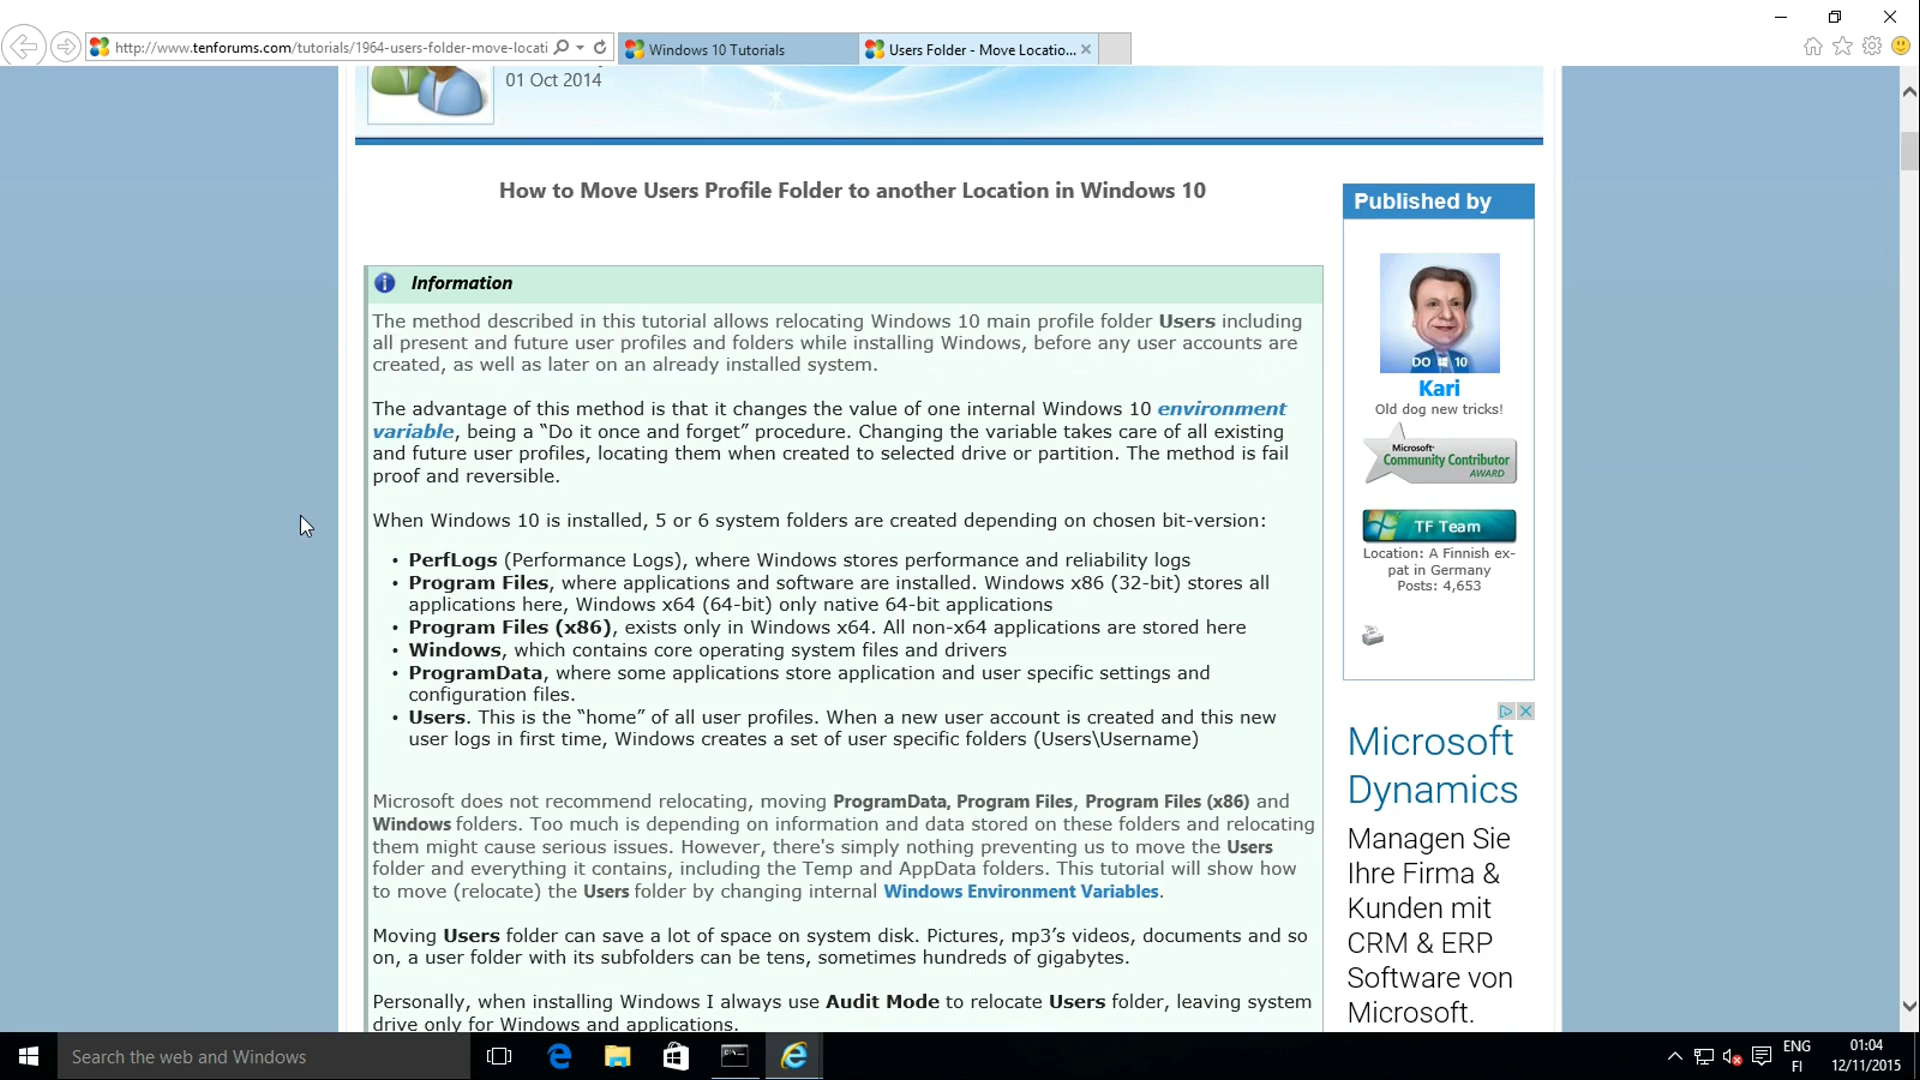 http://www.tenforums.com/tutorials/1964-users-folder-move-locati
Windows 10 Tutorials
Users Folder - Move Locatio...
01 Oct 2014
How to Move Users Profile Folder to another Location in Windows 10
Information
The method described in this tutorial allows relocating Windows 10 main profile folder Users including
all present and future user profiles and folders while installing Windows, before any user accounts are
created, as well as later on an already installed system.
The advantage of this method is that it changes the value of one internal Windows 10 environment
variable, being a “Do it once and forget” procedure. Changing the variable takes care of all existing
and future user profiles, locating them when created to selected drive or partition. The method is fail
proof and reversible.
When Windows 10 is installed, 5 or 6 system folders are created depending on chosen bit-version:
• PerfLogs (Performance Logs), where Windows stores performance and reliability logs
• Program Files, where applications and software are installed. Windows x86 (32-bit) stores all
applications here, Windows x64 (64-bit) only native 64-bit applications
• Program Files (x86), exists only in Windows x64. All non-x64 applications are stored here
• Windows, which contains core operating system files and drivers
• ProgramData, where some applications store application and user specific settings and
configuration files.
• Users. This is the “home” of all user profiles. When a new user account is created and this new
user logs in first time, Windows creates a set of user specific folders (Users\Username)
Microsoft does not recommend relocating, moving ProgramData, Program Files, Program Files (x86) and
Windows folders. Too much is depending on information and data stored on these folders and relocating
them might cause serious issues. However, there's simply nothing preventing us to move the Users
folder and everything it contains, including the Temp and AppData folders. This tutorial will show how
to move (relocate) the Users folder by changing internal Windows Environment Variables.
Moving Users folder can save a lot of space on system disk. Pictures, mp3’s videos, documents and so
on, a user folder with its subfolders can be tens, sometimes hundreds of gigabytes.
Personally, when installing Windows I always use Audit Mode to relocate Users folder, leaving system
drive only for Windows and applications.
Published by
DO 10
Kari
Old dog new tricks!
Microsoft
Community Contributor
AWARD
TF Team
Location: A Finnish ex-
pat in Germany
Posts: 4,653
Microsoft
Dynamics
Managen Sie
Ihre Firma &
Kunden mit
CRM & ERP
Software von
Microsoft.
Search the web and Windows
ENG
FI
01:04
12/11/2015